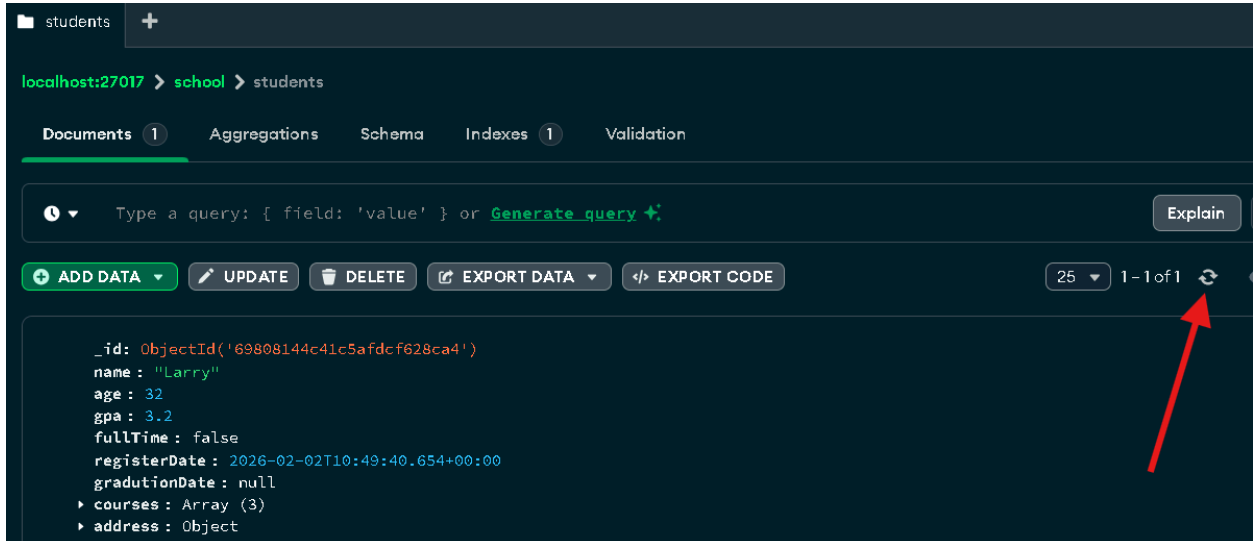 students
localhost:27017 > school > students
Documents 1 Aggregations Schema Indexes 1 Validation
Type a query: { field: 'value' } or Generate query Explain
ADD DATA UPDATE DELETE EXPORT DATA </> EXPORT CODE 25 1-1 of 1
_id: ObjectId('69808144c41c5afdcf628ca4')
name : "Larry"
age : 32
gpa : 3.2
fullTime : false
registerDate : 2026-02-02T10:49:40.654+00:00
gradutionDate : null
courses : Array (3)
address : Object